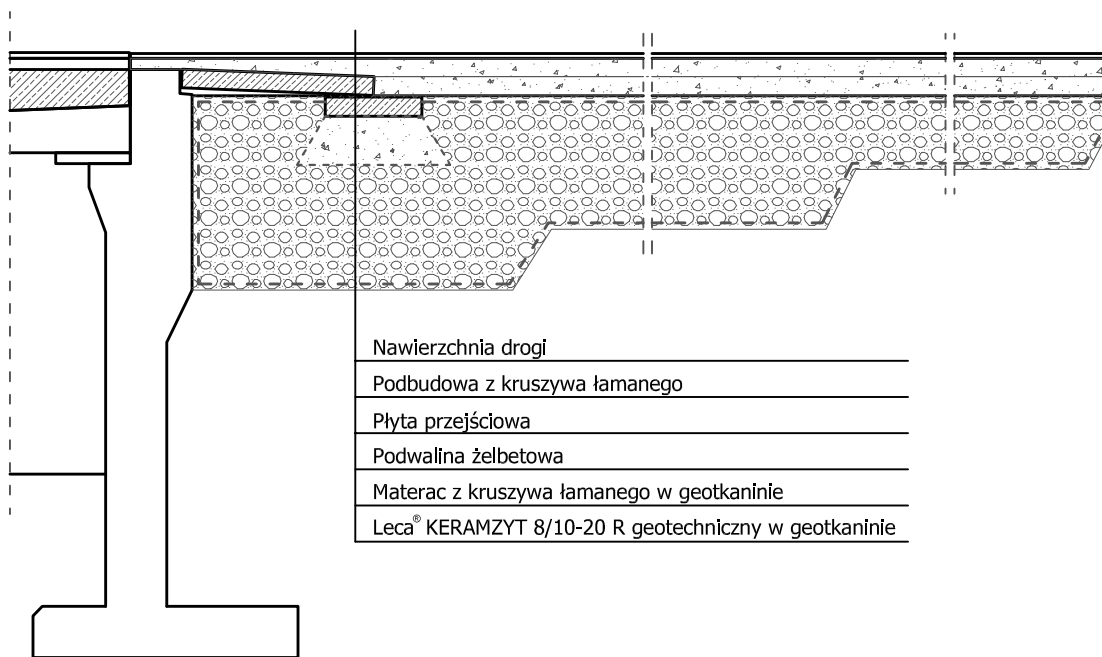 Nawierzchnia drogi
Podbudowa z kruszywa łamanego
Płyta przejściowa
Podwalina żelbetowa
Materac z kruszywa łamanego w geotkaninie
Leca® KERAMZYT 8/10-20 R geotechniczny w geotkaninie